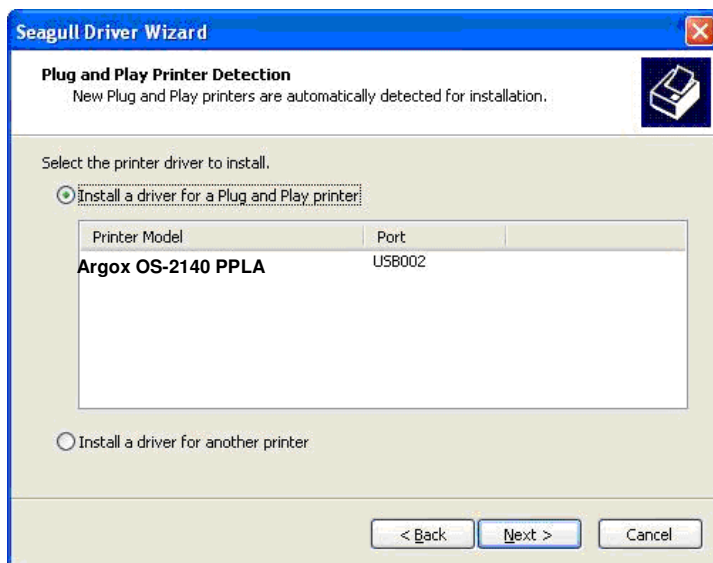 Seagull Driver Wizard
Plug and Play Printer Detection
New Plug and Play printers are automatically detected for installation.
Select the printer driver to install.
Install a driver for a Plug and Play printer
Printer Model Port
Argox OS-2140 PPLA USB002
Install a driver for another printer
< Back Next > Cancel